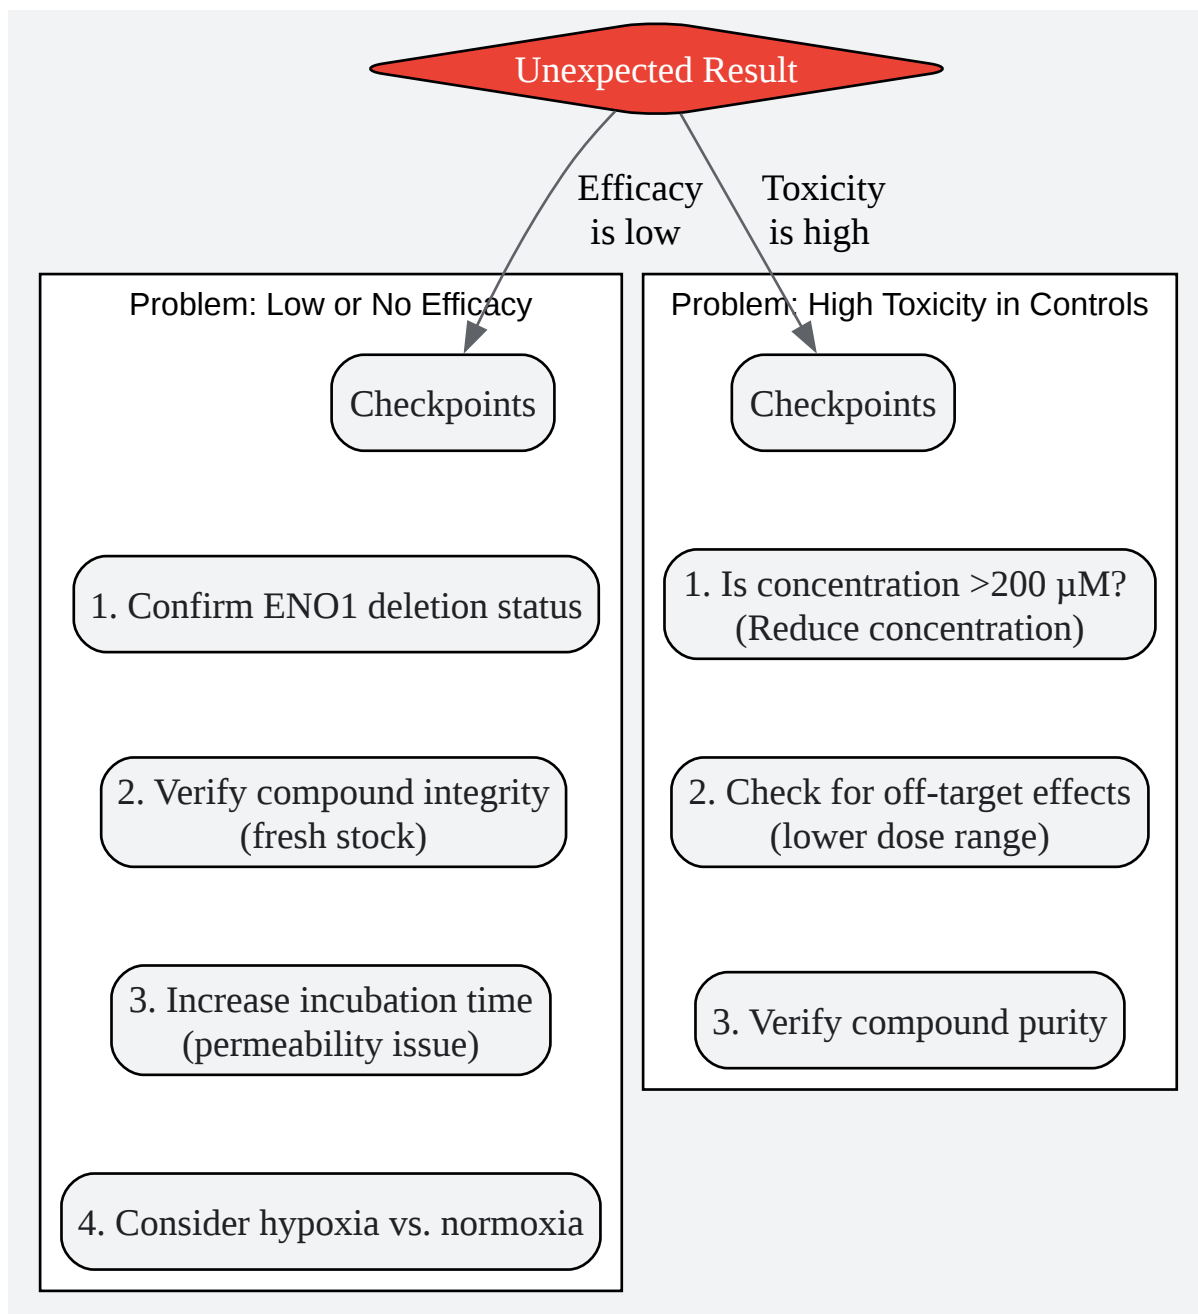 Unexpected Result
Efficacy
is low
Toxicity
is high
Problem: Low or No Efficacy
Checkpoints
1. Confirm ENO1 deletion status
2. Verify compound integrity
(fresh stock)
3. Increase incubation time
(permeability issue)
4. Consider hypoxia vs. normoxia
Problem: High Toxicity in Controls
Checkpoints
1. Is concentration >200 µM?
(Reduce concentration)
2. Check for off-target effects
(lower dose range)
3. Verify compound purity